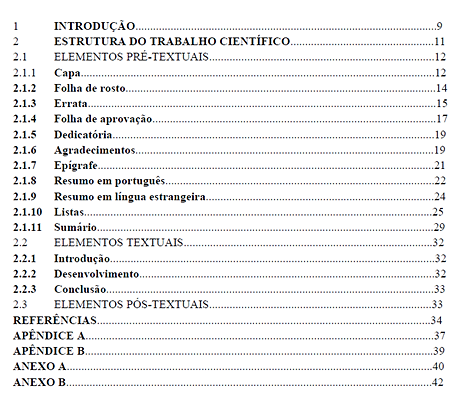 1 INTRODUÇÃO........................9
2 ESTRUTURA DO TRABALHO CIENTÍFICO........................11
2.1 ELEMENTOS PRÉ-TEXTUAIS........................12
2.1.1 Capa........................12
2.1.2 Folha de rosto........................14
2.1.3 Errata........................15
2.1.4 Folha de aprovação........................17
2.1.5 Dedicatória........................19
2.1.6 Agradecimentos........................19
2.1.7 Epígrafe........................21
2.1.8 Resumo em português........................22
2.1.9 Resumo em língua estrangeira........................24
2.1.10 Listas........................25
2.1.11 Sumário........................29
2.2 ELEMENTOS TEXTUAIS........................32
2.2.1 Introdução........................32
2.2.2 Desenvolvimento........................32
2.2.3 Conclusão........................33
2.3 ELEMENTOS PÓS-TEXTUAIS........................33
REFERÊNCIAS........................34
APÊNDICE A........................37
APÊNDICE B........................39
ANEXO A........................40
ANEXO B........................42